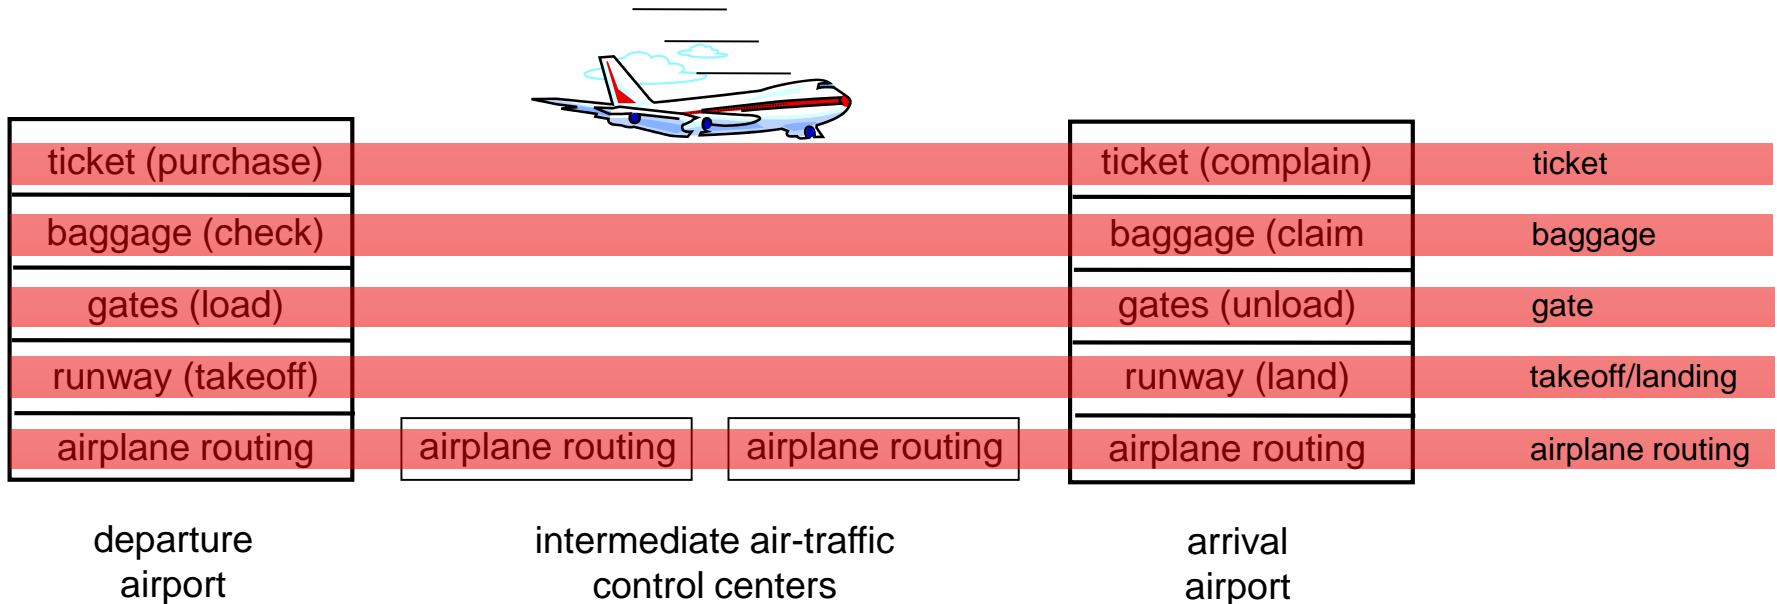 ticket (purchase) ticket (complain) ticket
baggage (check) baggage (claim baggage
gates (load) gates (unload) gate
runway (takeoff) runway (land) takeoff/landing
airplane routing airplane routing airplane routing airplane routing airplane routing
departure intermediate air-traffic arrival
airport control centers airport